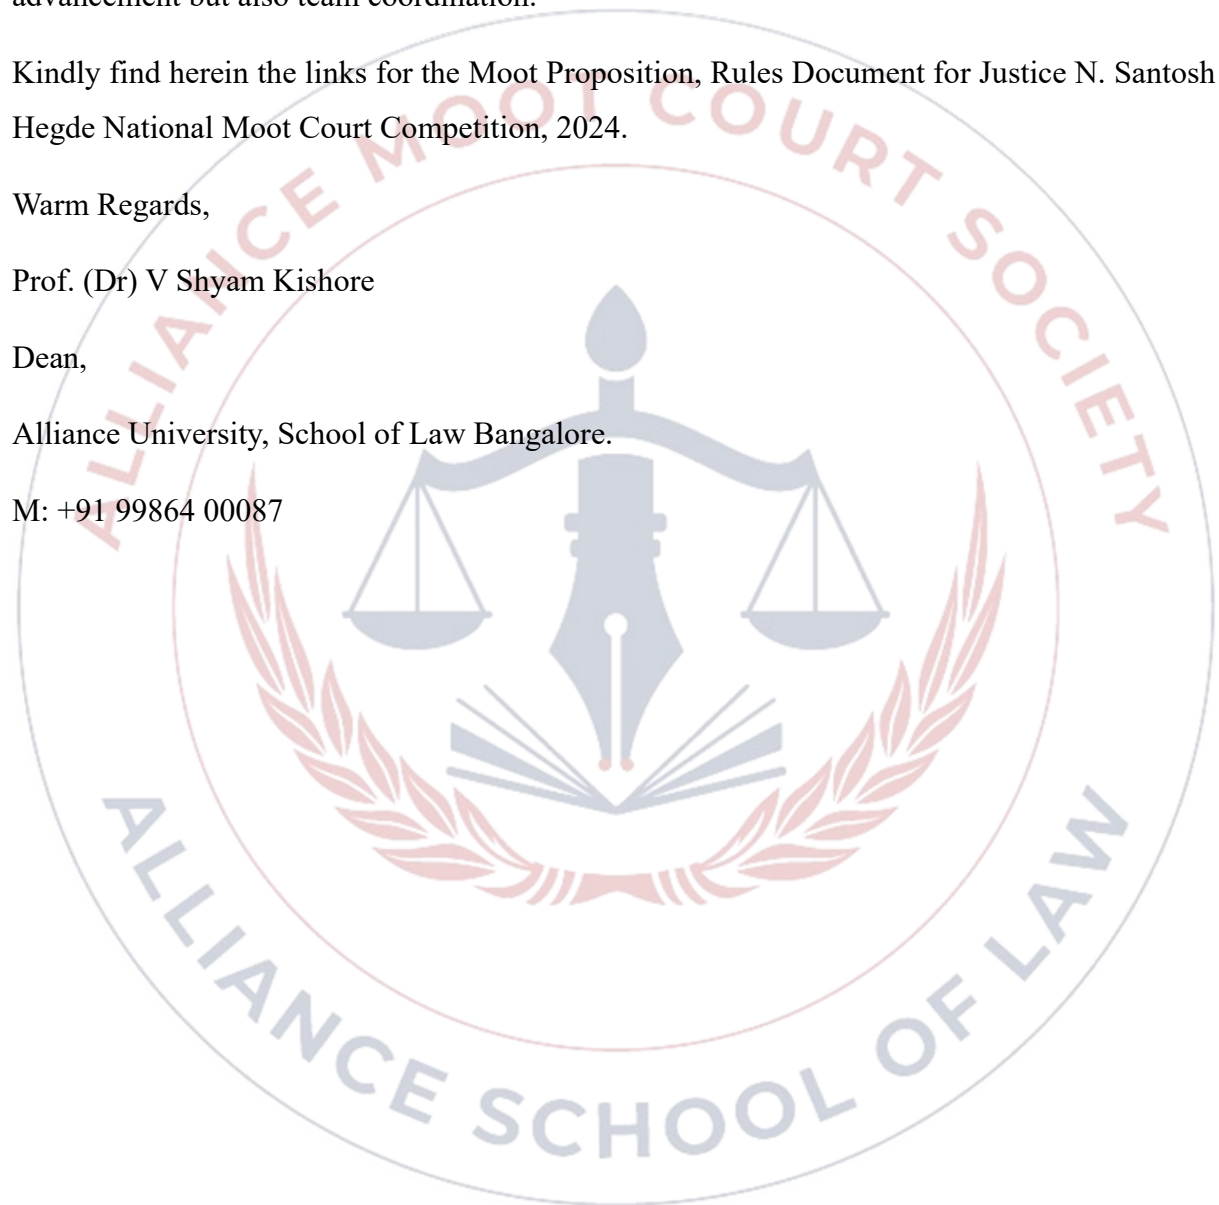 advancement but also team coordination.
Kindly find herein the links for the Moot Proposition, Rules Document for Justice N. Santosh
Hegde National Moot Court Competition, 2024.
Warm Regards,
Prof. (Dr) V Shyam Kishore
Dean,
Alliance University, School of Law Bangalore.
M: +91 99864 00087
ALLIANCE MOOT COURT SOCIETY
ALLIANCE SCHOOL OF LAW